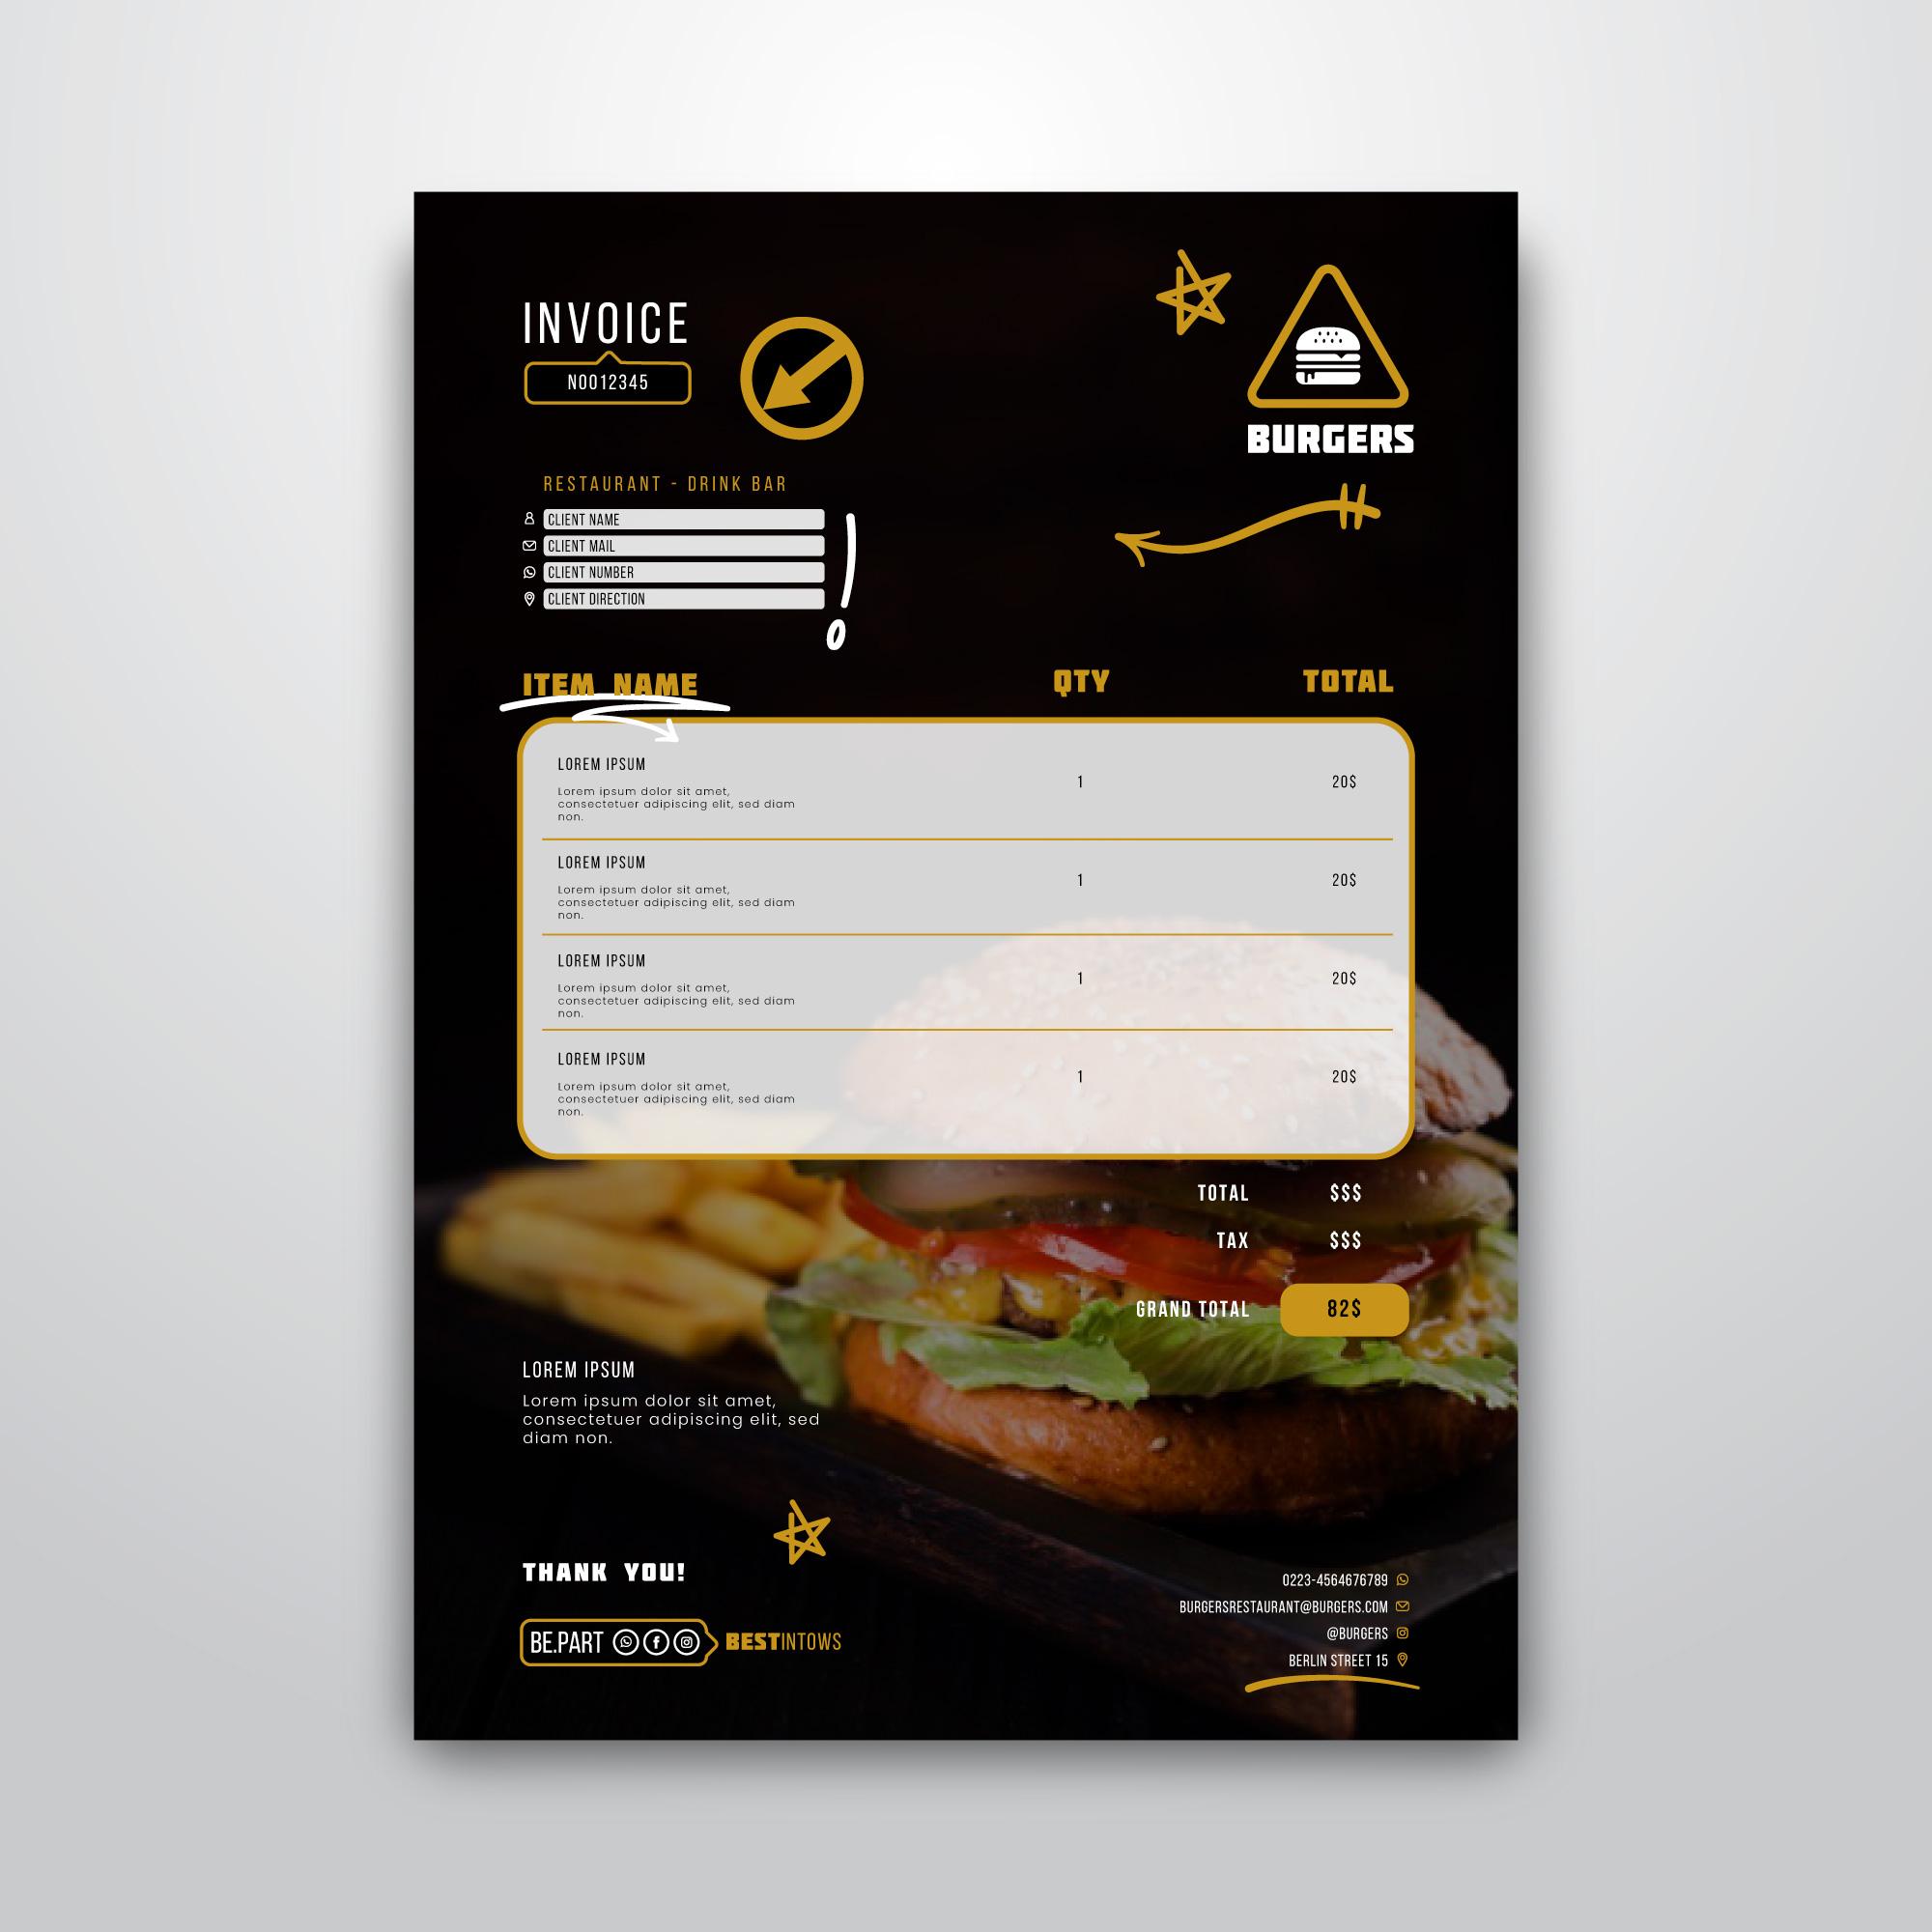 INVOICE
NO012345
BURGERS
RESTAURANT - DRINK BAR
CLIENT NAME
CLIENT MAIL
CLIENT NUMBER
CLIENT DIRECTION
ITEM NAME QTY TOTAL
LOREM IPSUM
1 20$
Lorem ipsum dolor sit amet,
consectetuer adipiscing elit, sed diam
non.
LOREM IPSUM
1 20$
Lorem ipsum dolor sit amet,
consectetuer adipiscing elit, sed diam
non.
LOREM IPSUM
1 20$
Lorem ipsum dolor sit amet,
consectetuer adipiscing elit, sed diam
non.
LOREM IPSUM
1 20$
Lorem ipsum dolor sit amet,
consectetuer adipiscing elit, sed diam
non.
TOTAL $$$
TAX $$$
GRAND TOTAL 82$
LOREM IPSUM
Lorem ipsum dolor sit amet,
consectetuer adipiscing elit, sed
diam non.
THANK YOU!
BE.PART BESTINTOWS
0223-4564676789
BURGERSRESTAURANT@BURGERS.COM
@BURGERS
BERLIN STREET 15